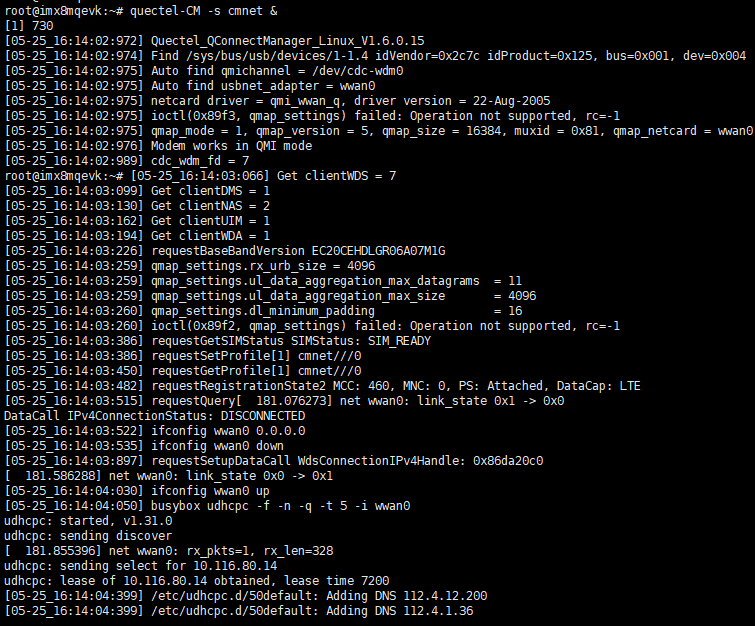 root@imx8mqevk:~# quectel-CM -s cmnet &
[1] 730
[05-25_16:14:02:972] Quectel_QConnectManager_Linux_V1.6.0.15
[05-25_16:14:02:974] Find /sys/bus/usb/devices/1-1.4 idVendor=0x2c7c idProduct=0x125, bus=0x001, dev=0x004
[05-25_16:14:02:975] Auto find qmichannel = /dev/cdc-wdm0
[05-25_16:14:02:975] Auto find usbnet_adapter = wwan0
[05-25_16:14:02:975] netcard driver = qmi_wwan_q, driver version = 22-Aug-2005
[05-25_16:14:02:975] ioctl(0x89f3, qmap_settings) failed: Operation not supported, rc=-1
[05-25_16:14:02:975] qmap_mode = 1, qmap_version = 5, qmap_size = 16384, muxid = 0x81, qmap_netcard = wwan0
[05-25_16:14:02:976] Modem works in QMI mode
[05-25_16:14:02:989] cdc_wdm_fd = 7
root@imx8mqevk:~# [05-25_16:14:03:066] Get clientWDS = 7
[05-25_16:14:03:099] Get clientDMS = 1
[05-25_16:14:03:130] Get clientNAS = 2
[05-25_16:14:03:162] Get clientUIM = 1
[05-25_16:14:03:194] Get clientWDA = 1
[05-25_16:14:03:226] requestBaseBandVersion EC20CEHDLGR06A07M1G
[05-25_16:14:03:259] qmap_settings.rx_urb_size = 4096
[05-25_16:14:03:259] qmap_settings.ul_data_aggregation_max_datagrams  = 11
[05-25_16:14:03:259] qmap_settings.ul_data_aggregation_max_size       = 4096
[05-25_16:14:03:260] qmap_settings.dl_minimum_padding                 = 16
[05-25_16:14:03:260] ioctl(0x89f2, qmap_settings) failed: Operation not supported, rc=-1
[05-25_16:14:03:386] requestGetSIMStatus SIMStatus: SIM_READY
[05-25_16:14:03:386] requestSetProfile[1] cmnet///0
[05-25_16:14:03:450] requestGetProfile[1] cmnet///0
[05-25_16:14:03:482] requestRegistrationState2 MCC: 460, MNC: 0, PS: Attached, DataCap: LTE
[05-25_16:14:03:515] requestQuery[  181.076273] net wwan0: link_state 0x1 -> 0x0
DataCall IPv4ConnectionStatus: DISCONNECTED
[05-25_16:14:03:522] ifconfig wwan0 0.0.0.0
[05-25_16:14:03:535] ifconfig wwan0 down
[05-25_16:14:03:897] requestSetupDataCall WdsConnectionIPv4Handle: 0x86da20c0
[  181.586288] net wwan0: link_state 0x0 -> 0x1
[05-25_16:14:04:030] ifconfig wwan0 up
[05-25_16:14:04:050] busybox udhcpc -f -n -q -t 5 -i wwan0
udhcpc: started, v1.31.0
udhcpc: sending discover
[  181.855396] net wwan0: rx_pkts=1, rx_len=328
udhcpc: sending select for 10.116.80.14
udhcpc: lease of 10.116.80.14 obtained, lease time 7200
[05-25_16:14:04:399] /etc/udhcpc.d/50default: Adding DNS 112.4.12.200
[05-25_16:14:04:399] /etc/udhcpc.d/50default: Adding DNS 112.4.1.36